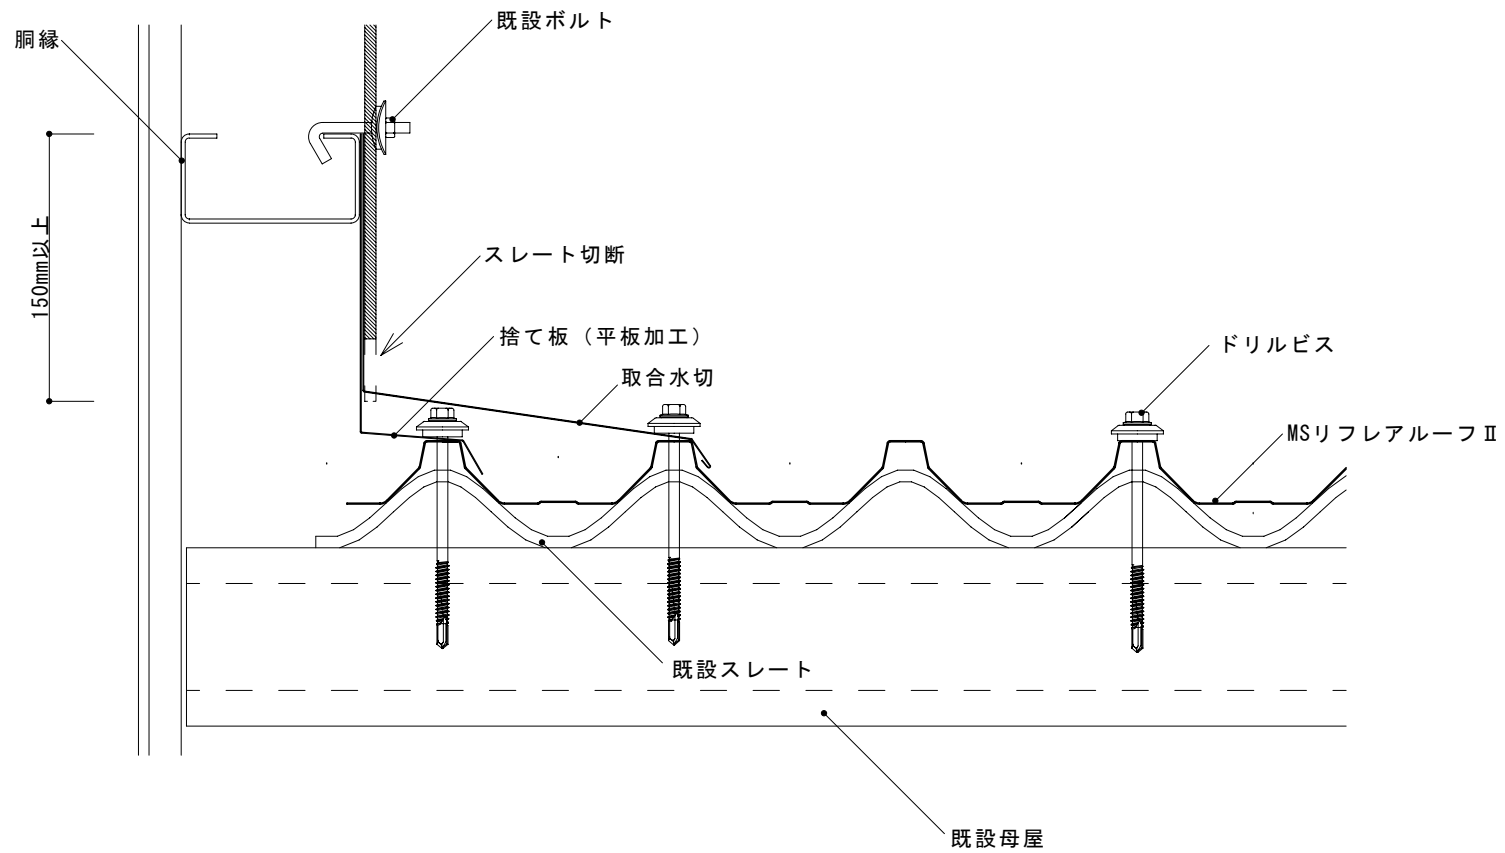 既設ボルト
胴縁
150mm以上
スレート切断
捨て板（平板加工）
ドリルビス
取合水切
MSリフレアルーフⅡ
既設スレート
既設母屋